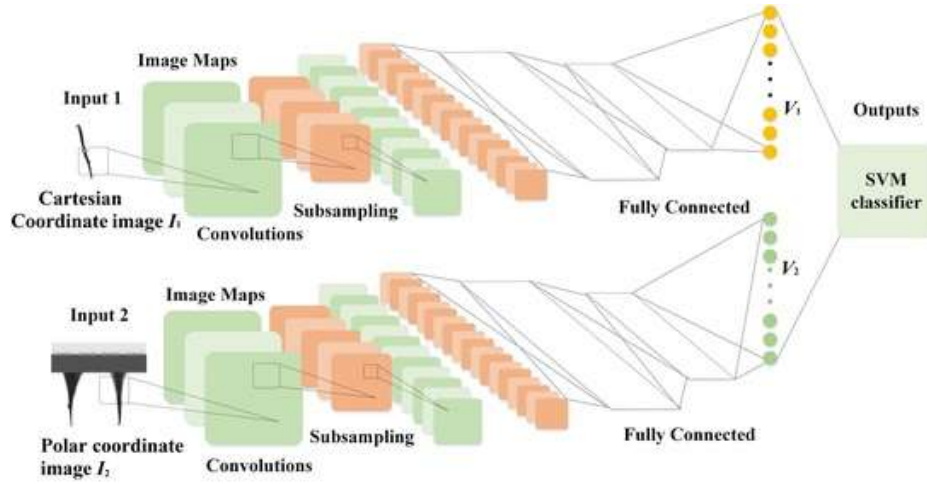 Image Maps
Input 1
Cartesian
Coordinate image I₁
Subsampling
Convolutions
Fully Connected
V₁
Outputs
SVM
classifier
Image Maps
Input 2
Polar coordinate
image I₂
Subsampling
Convolutions
Fully Connected
V₂